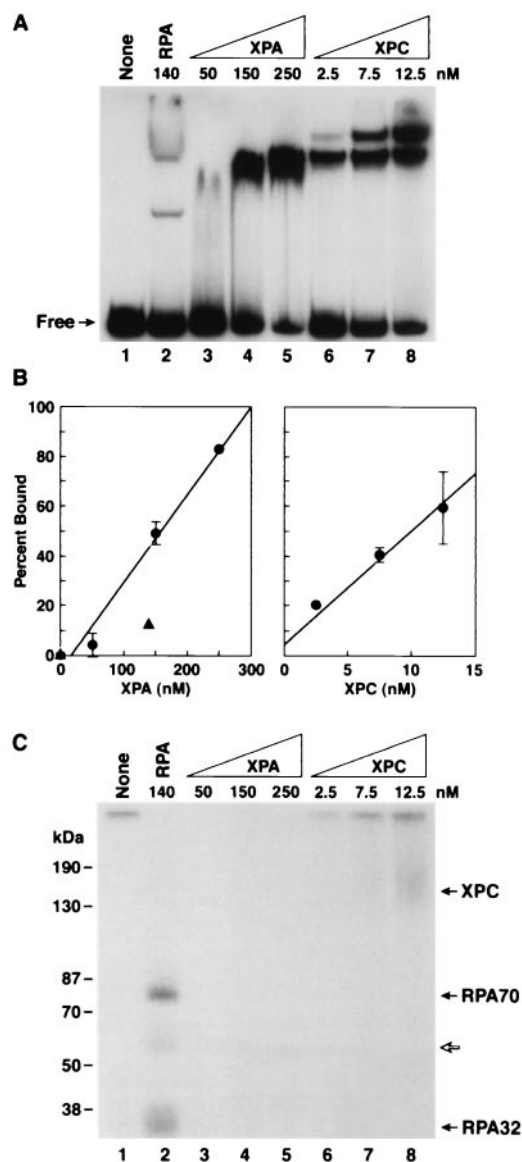 A
None
RPA
XPA
XPC
140 50 150 250 2.5 7.5 12.5 nM
Free
1 2 3 4 5 6 7 8
B
Percent Bound
100
80
60
40
20
0
0 100 200 300
XPA (nM)
0 5 10 15
XPC (nM)
C
None
RPA
XPA
XPC
140 50 150 250 2.5 7.5 12.5 nM
kDa
190
XPC
130
87
RPA70
70
50
38
RPA32
1 2 3 4 5 6 7 8